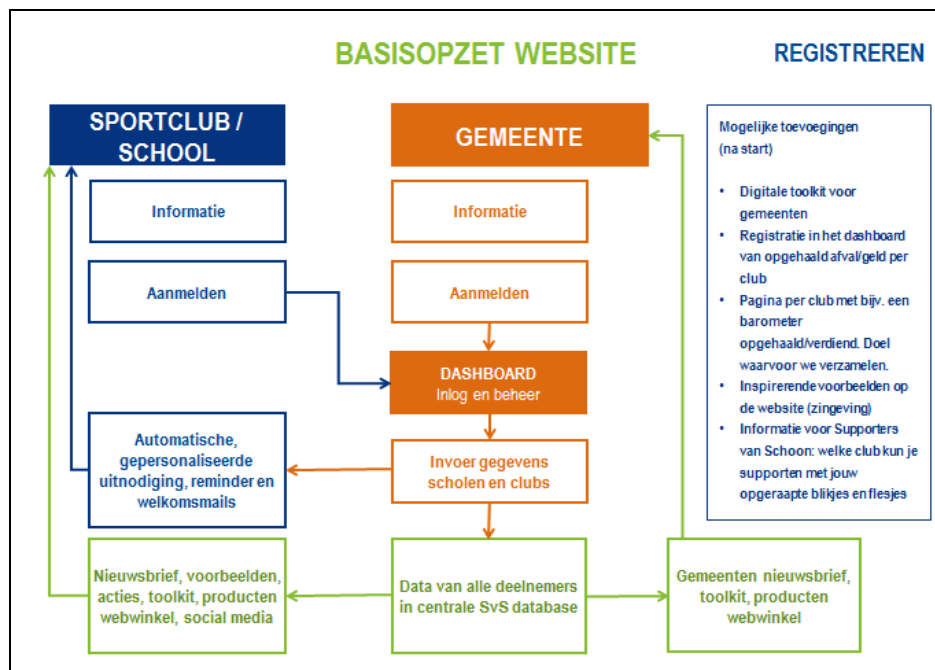 BASISOPZET WEBSITE
REGISTREREN
SPORTCLUB /
SCHOOL
GEMEENTE
Informatie
Informatie
Aanmelden
Aanmelden
DASHBOARD
Inlog en beheer
Automatische,
gepersonaliseerde
uitnodiging, reminder en
welkomsmails
Invoer gegevens
scholen en clubs
Nieuwsbrief, voorbeelden,
acties, toolkit, producten
webwinkel, social media
Data van alle deelnemers
in centrale SvS database
Gemeenten nieuwsbrief,
toolkit, producten
webwinkel
Mogelijke toevoegingen
(na start)
• Digitale toolkit voor
gemeenten
• Registratie in het dashboard
van opgehaald afval/geld per
club
• Pagina per club met bijv. een
barometer
opgehaald/verdiend. Doel
waarvoor we verzamelen.
• Inspirerende voorbeelden op
de website (zingeving)
• Informatie voor Supporters
van Schoon: welke club kun je
supporten met jouw
opgeraapte blikjes en flesjes